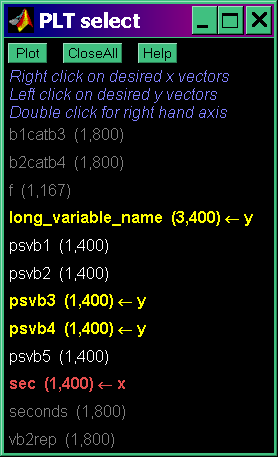 PLT select
Plot CloseAll Help
Right click on desired x vectors
Left click on desired y vectors
Double click for right hand axis
b1catb3 (1,800)
b2catb4 (1,800)
f (1,167)
long_variable_name (3,400) ← y
psvb1 (1,400)
psvb2 (1,400)
psvb3 (1,400) ← y
psvb4 (1,400) ← y
psvb5 (1,400)
sec (1,400) ← x
seconds (1,800)
vb2rep (1,800)